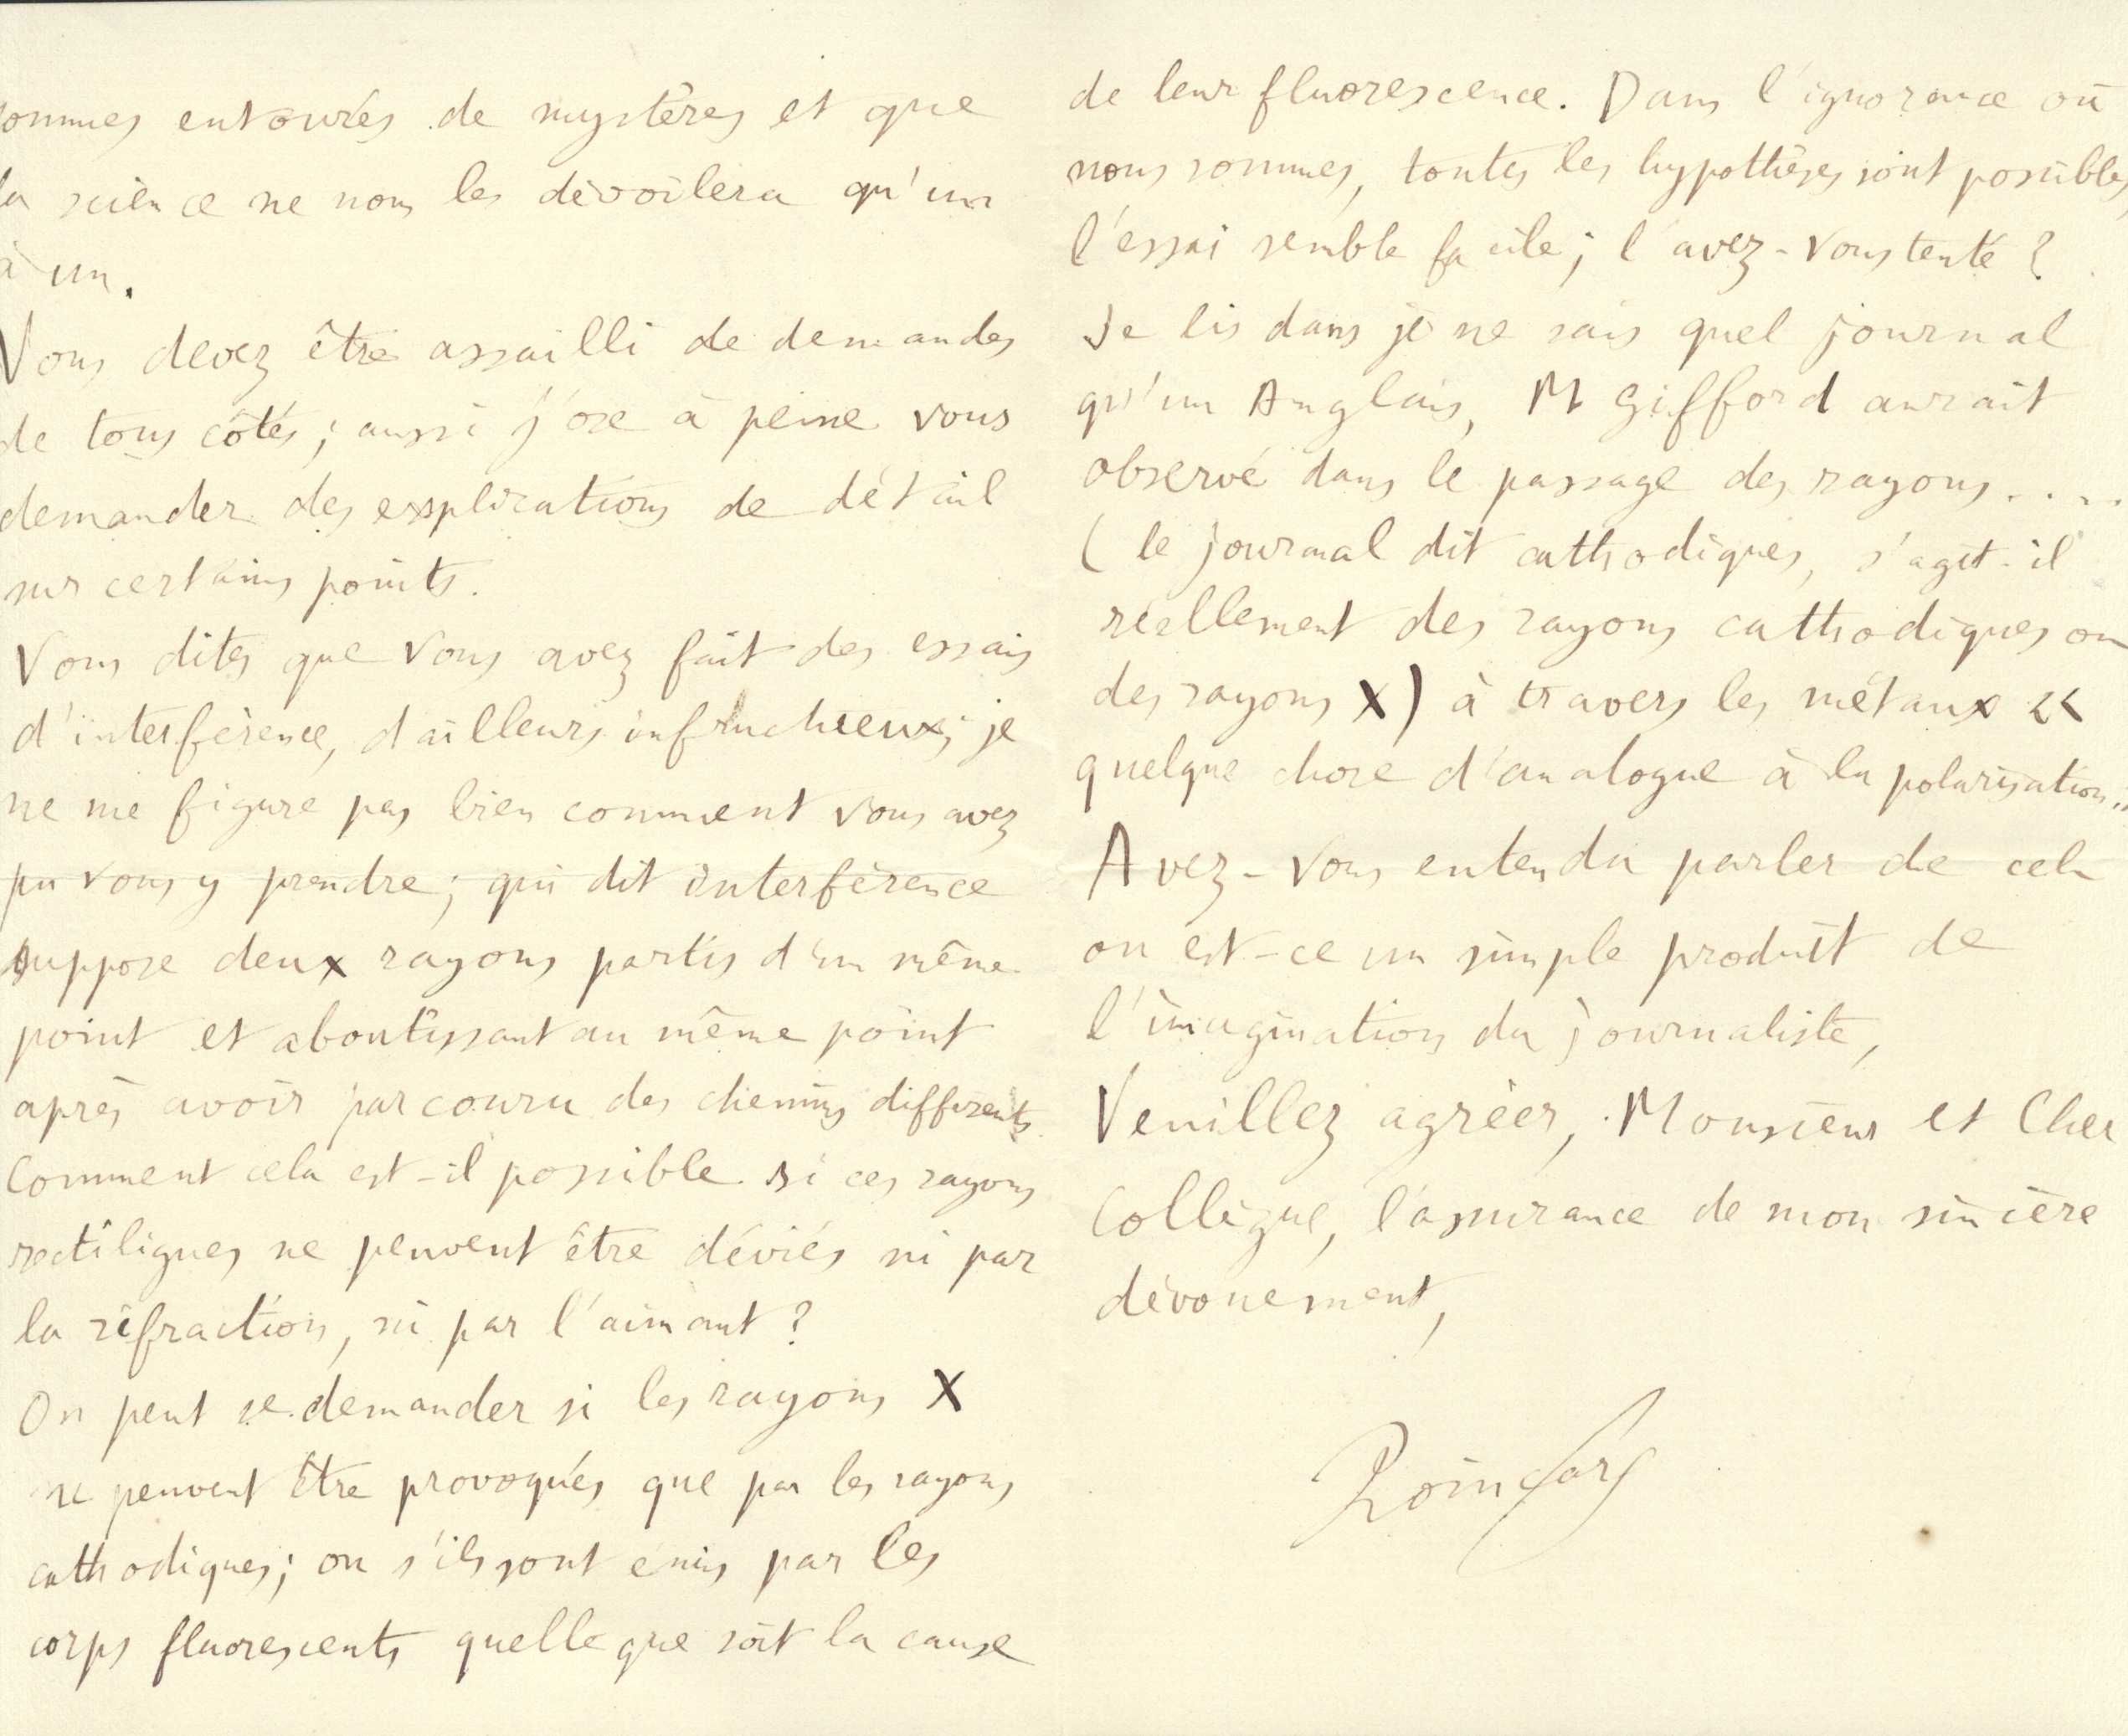 sommes entourés de mystères et que
la science ne nous les dévoilera qu'un
à un.
Vous devez être assailli de demandes
de tous côtés ; aussi j'ose à peine vous
demander des explications de détail
sur certains points.
Vous dites que vous avez fait des essais
d'interférence, d'ailleurs infructueux ; je
ne me figure pas bien comment vous avez
pu vous y prendre ; qui dit interférence
suppose deux rayons partis d'un même
point et aboutissant au même point
après avoir parcouru des chemins différents.
Comment cela est-il possible si ces rayons
rectilignes ne peuvent être déviés ni par
la réfraction, ni par l'aimant ?
On peut se demander si les rayons X
ne peuvent être provoqués que par les rayons
cathodiques ; ou s'ils sont émis par les
corps fluorescents quelle que soit la cause
de leur fluorescence. Dans l'ignorance où
nous sommes, toutes les hypothèses sont possibles,
l'essai semble facile ; l'avez-vous tenté ?
Je lis dans je ne sais quel journal
qu'un Anglais, M Gifford aurait
observé dans le passage des rayons....
(le journal dit cathodiques, s'agit-il
réellement des rayons cathodiques ou
des rayons X) à travers les métaux «
quelque chose d'analogue à la polarisation »
Avez-vous entendu parler de cela
ou est-ce un simple produit de
l'imagination du journaliste,
Veuillez agréer, Monsieur et Cher
Collègue, l'assurance de mon sincère
dévouement,
Poincaré